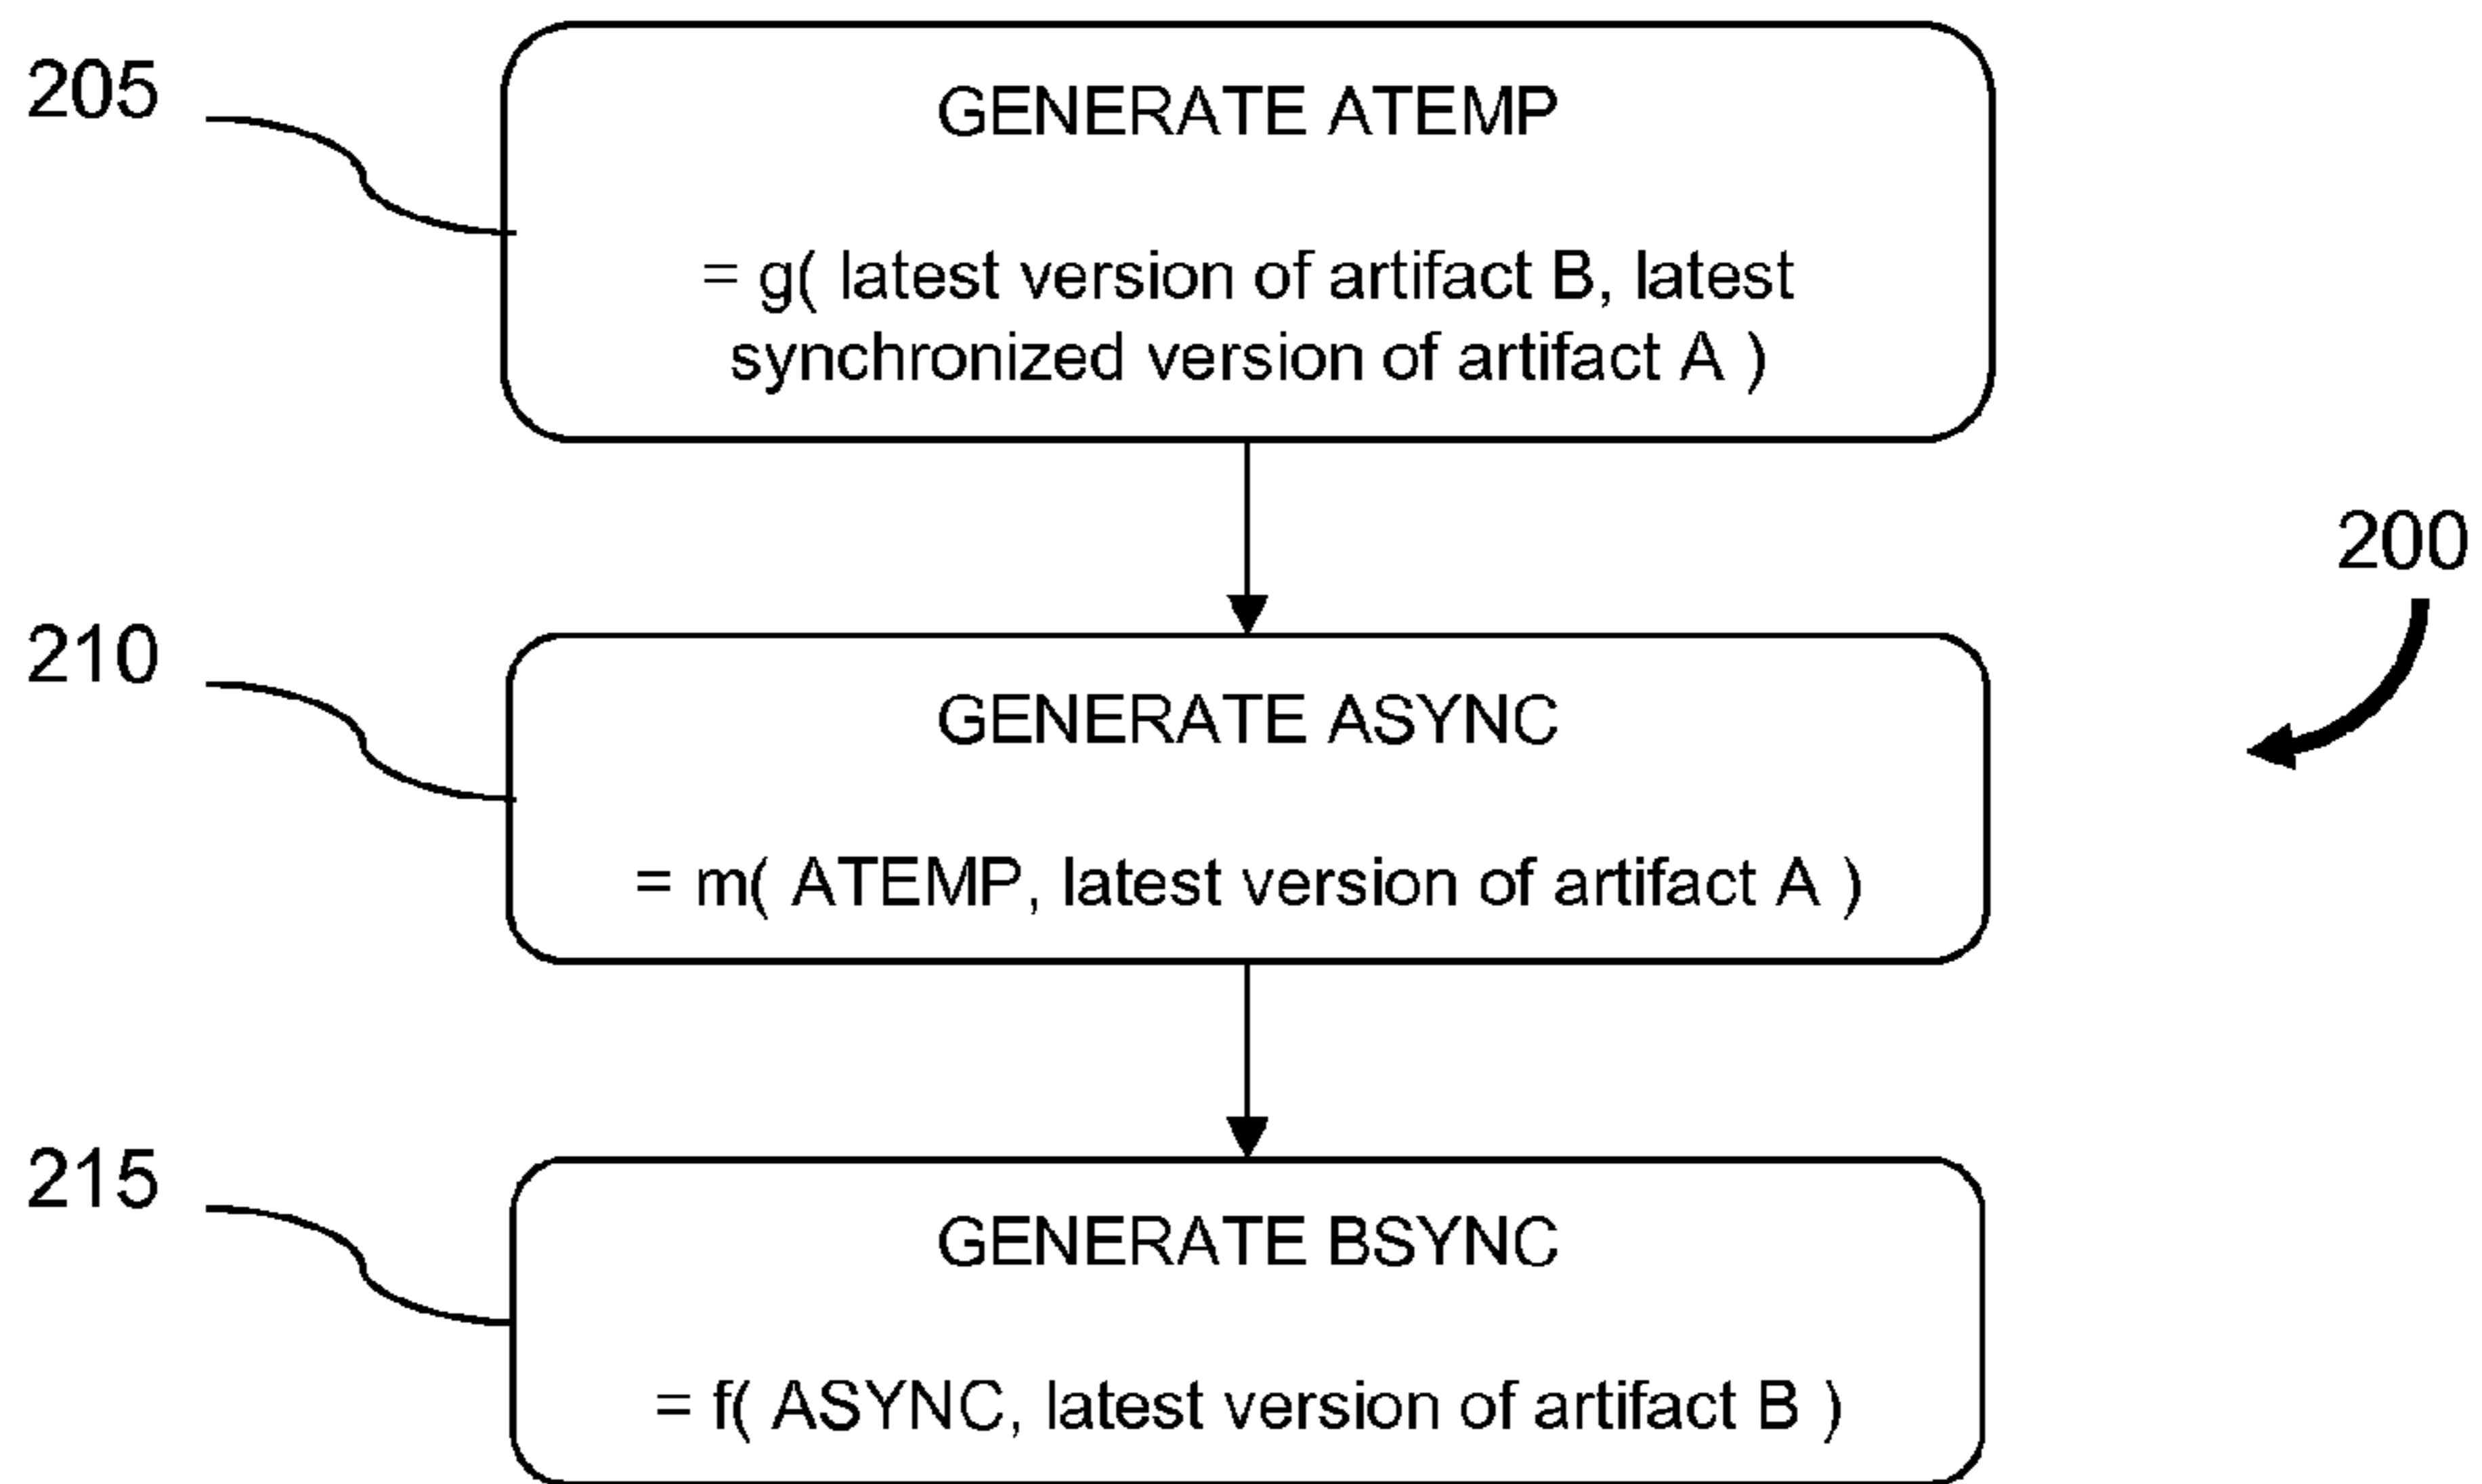 205
GENERATE ATEMP
= g( latest version of artifact B, latest
synchronized version of artifact A )
200
210
GENERATE ASYNC
= m( ATEMP, latest version of artifact A )
215
GENERATE BSYNC
= f( ASYNC, latest version of artifact B )